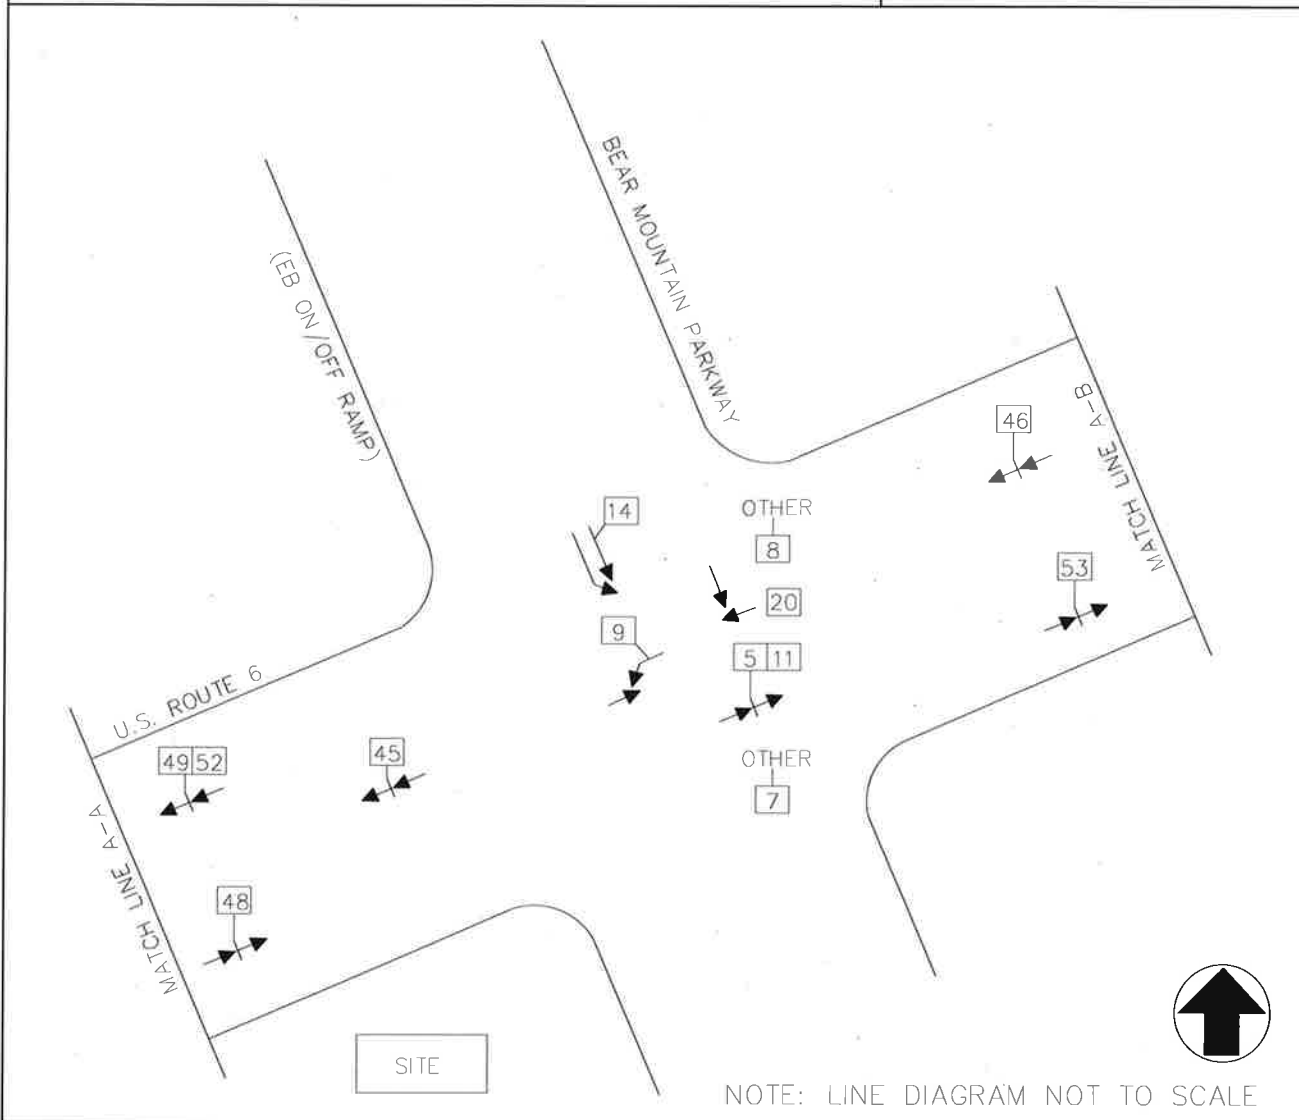 BEAR MOUNTAIN PARKWAY
(EB ON/OFF RAMP)
46
MATCH LINE A-B
14
OTHER
8
53
20
9
5 11
U.S. ROUTE 6
49 52
45
OTHER
7
MATCH LINE A-A
48
SITE
NOTE: LINE DIAGRAM NOT TO SCALE